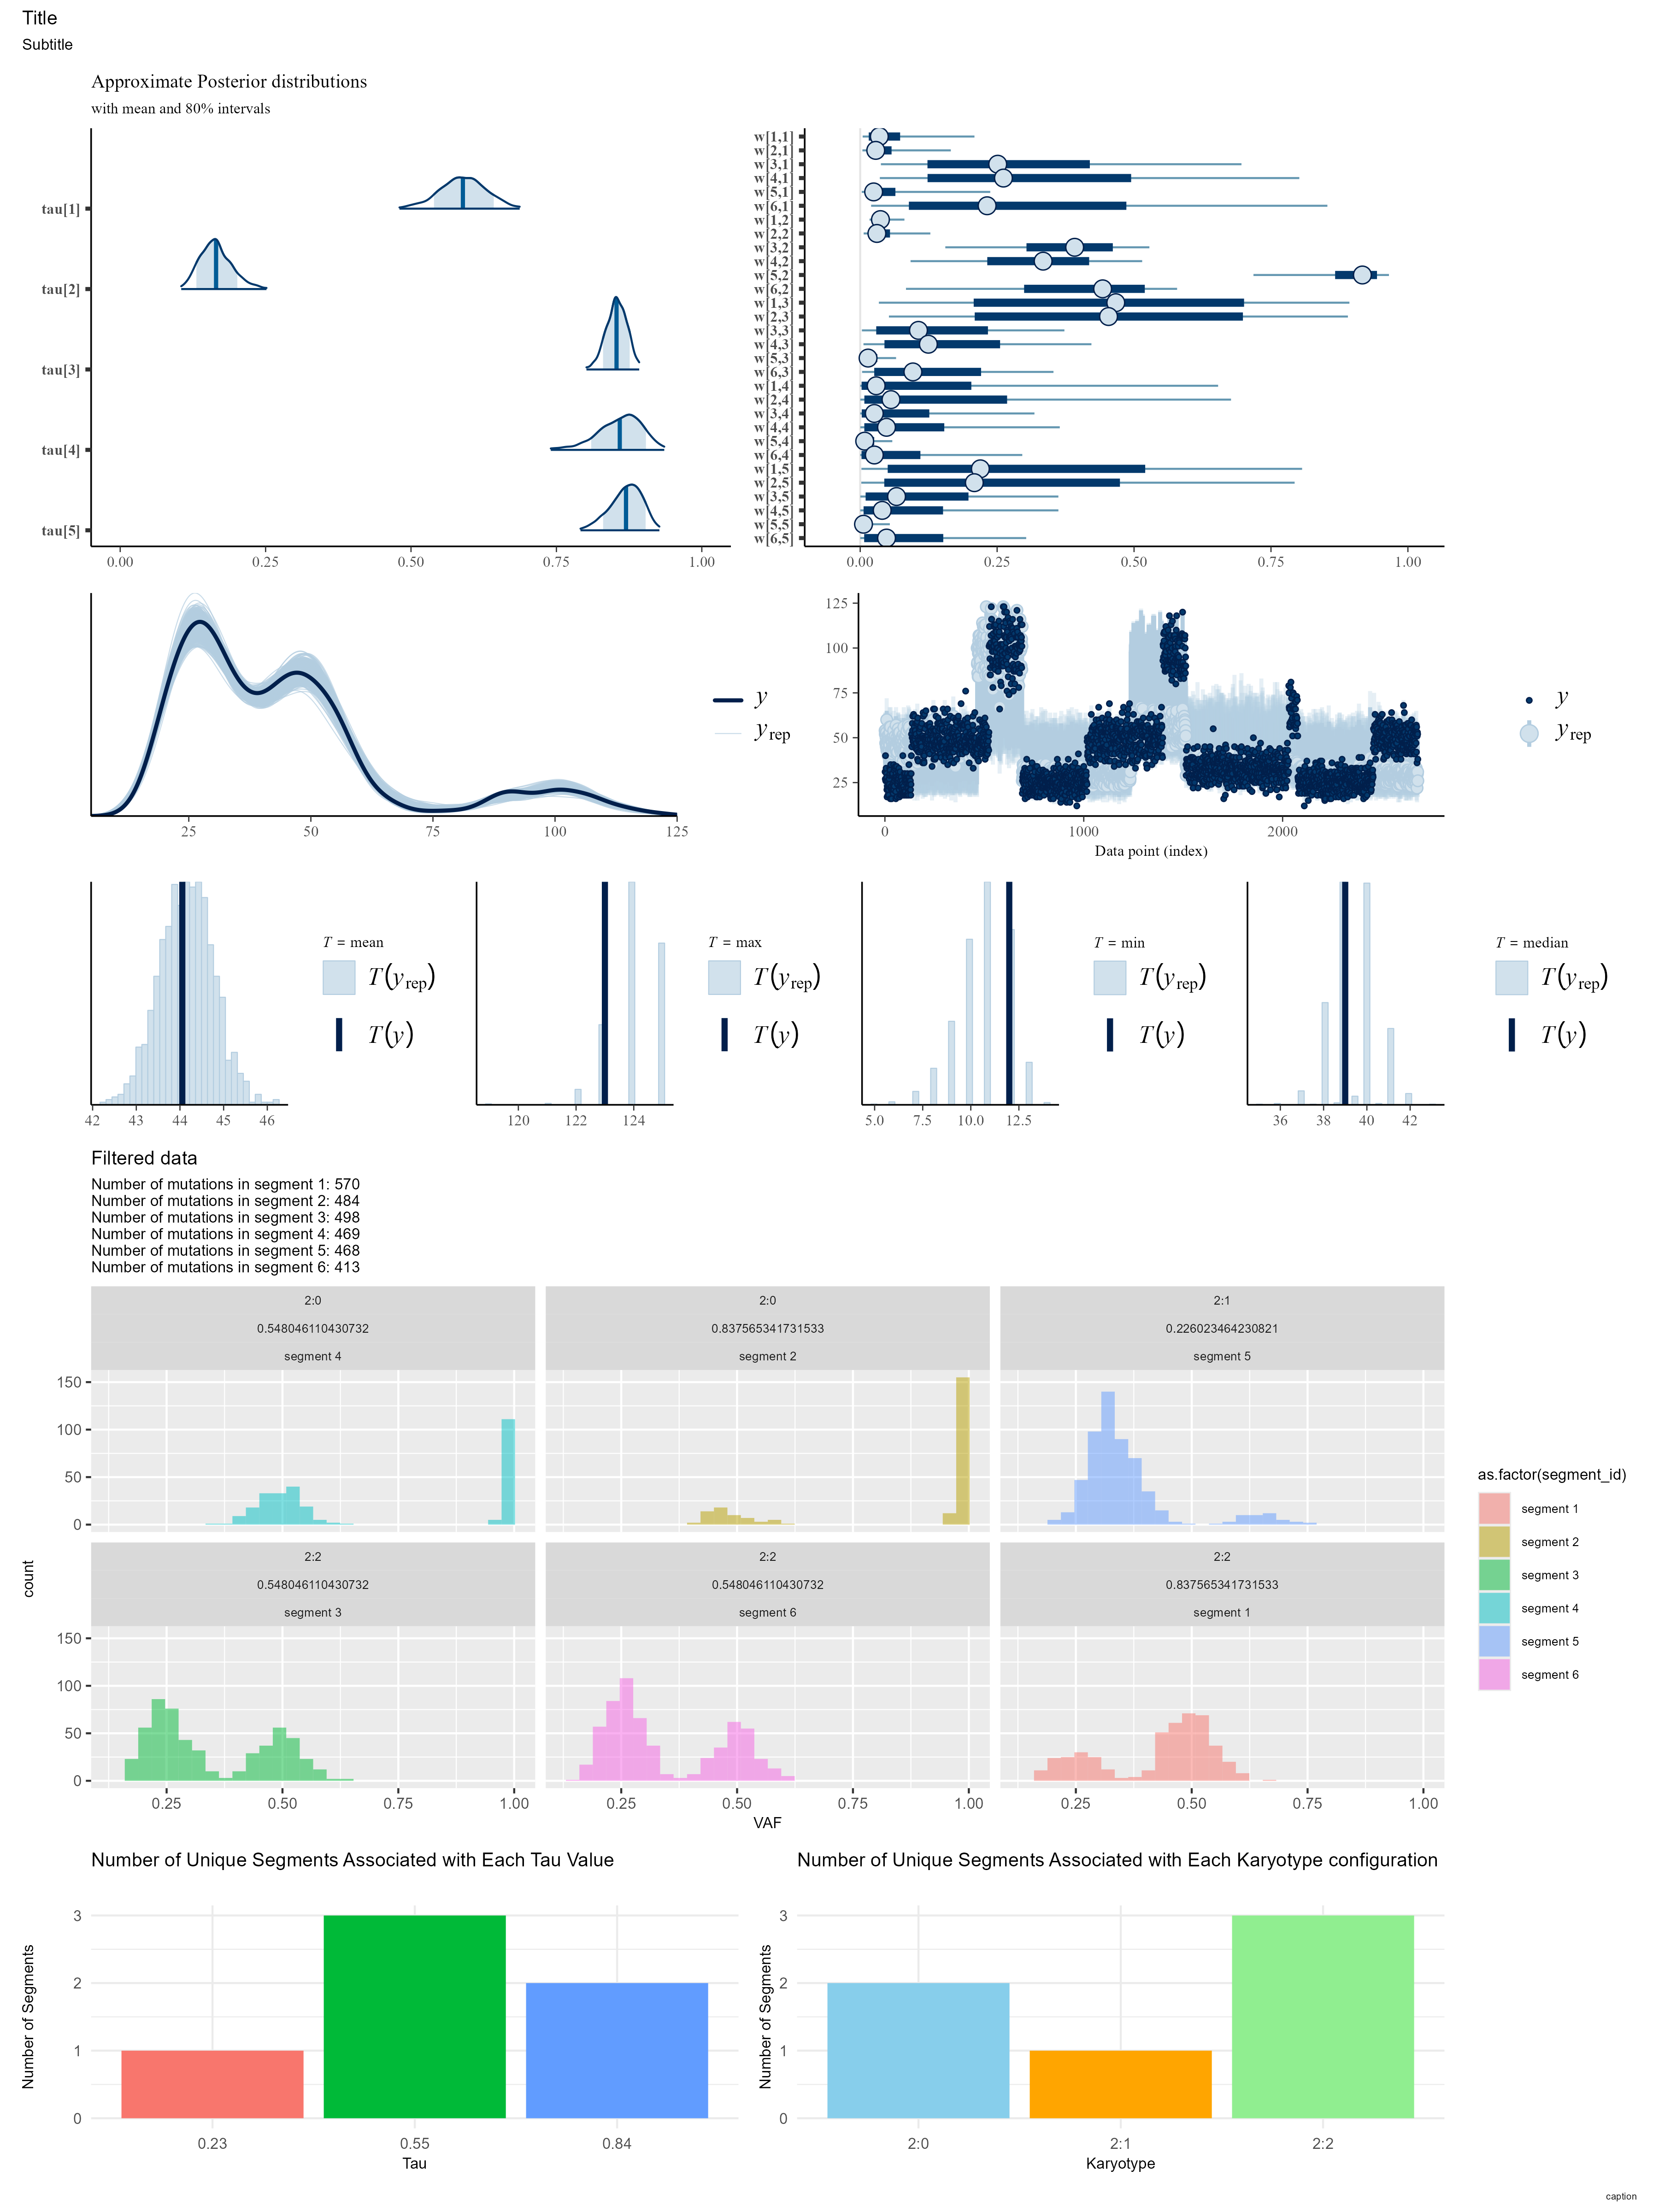 Title
Subtitle
Approximate Posterior distributions
with mean and 80% intervals
tau[1]
tau[2]
tau[3]
tau[4]
tau[5]
0.00 0.25 0.50 0.75 1.00
w[1,1]
w[2,1]
w[3,1]
w[4,1]
w[5,1]
w[6,1]
w[1,2]
w[2,2]
w[3,2]
w[4,2]
w[5,2]
w[6,2]
w[1,3]
w[2,3]
w[3,3]
w[4,3]
w[5,3]
w[6,3]
w[1,4]
w[2,4]
w[3,4]
w[4,4]
w[5,4]
w[6,4]
w[1,5]
w[2,5]
w[3,5]
w[4,5]
w[5,5]
w[6,5]
0.00 0.25 0.50 0.75 1.00
25 50 75 100 125
y
yrep
125
100
75
50
25
0 1000 2000
Data point (index)
y
yrep
42 43 44 45 46
T = mean
T(yrep)
T(y)
120 122 124
T = max
T(yrep)
T(y)
5.0 7.5 10.0 12.5
T = min
T(yrep)
T(y)
36 38 40 42
T = median
T(yrep)
T(y)
Filtered data
Number of mutations in segment 1: 570
Number of mutations in segment 2: 484
Number of mutations in segment 3: 498
Number of mutations in segment 4: 469
Number of mutations in segment 5: 468
Number of mutations in segment 6: 413
2:0
0.548046110430732
segment 4
2:0
0.837565341731533
segment 2
2:1
0.226023464230821
segment 5
150
100
50
0
2:2
0.548046110430732
segment 3
2:2
0.548046110430732
segment 6
2:2
0.837565341731533
segment 1
150
100
50
0
count
0.25 0.50 0.75 1.00
0.25 0.50 0.75 1.00
0.25 0.50 0.75 1.00
VAF
as.factor(segment_id)
segment 1
segment 2
segment 3
segment 4
segment 5
segment 6
Number of Unique Segments Associated with Each Tau Value
Number of Segments
3
2
1
0
0.23 0.55 0.84
Tau
Number of Unique Segments Associated with Each Karyotype configuration
Number of Segments
3
2
1
0
2:0 2:1 2:2
Karyotype
caption